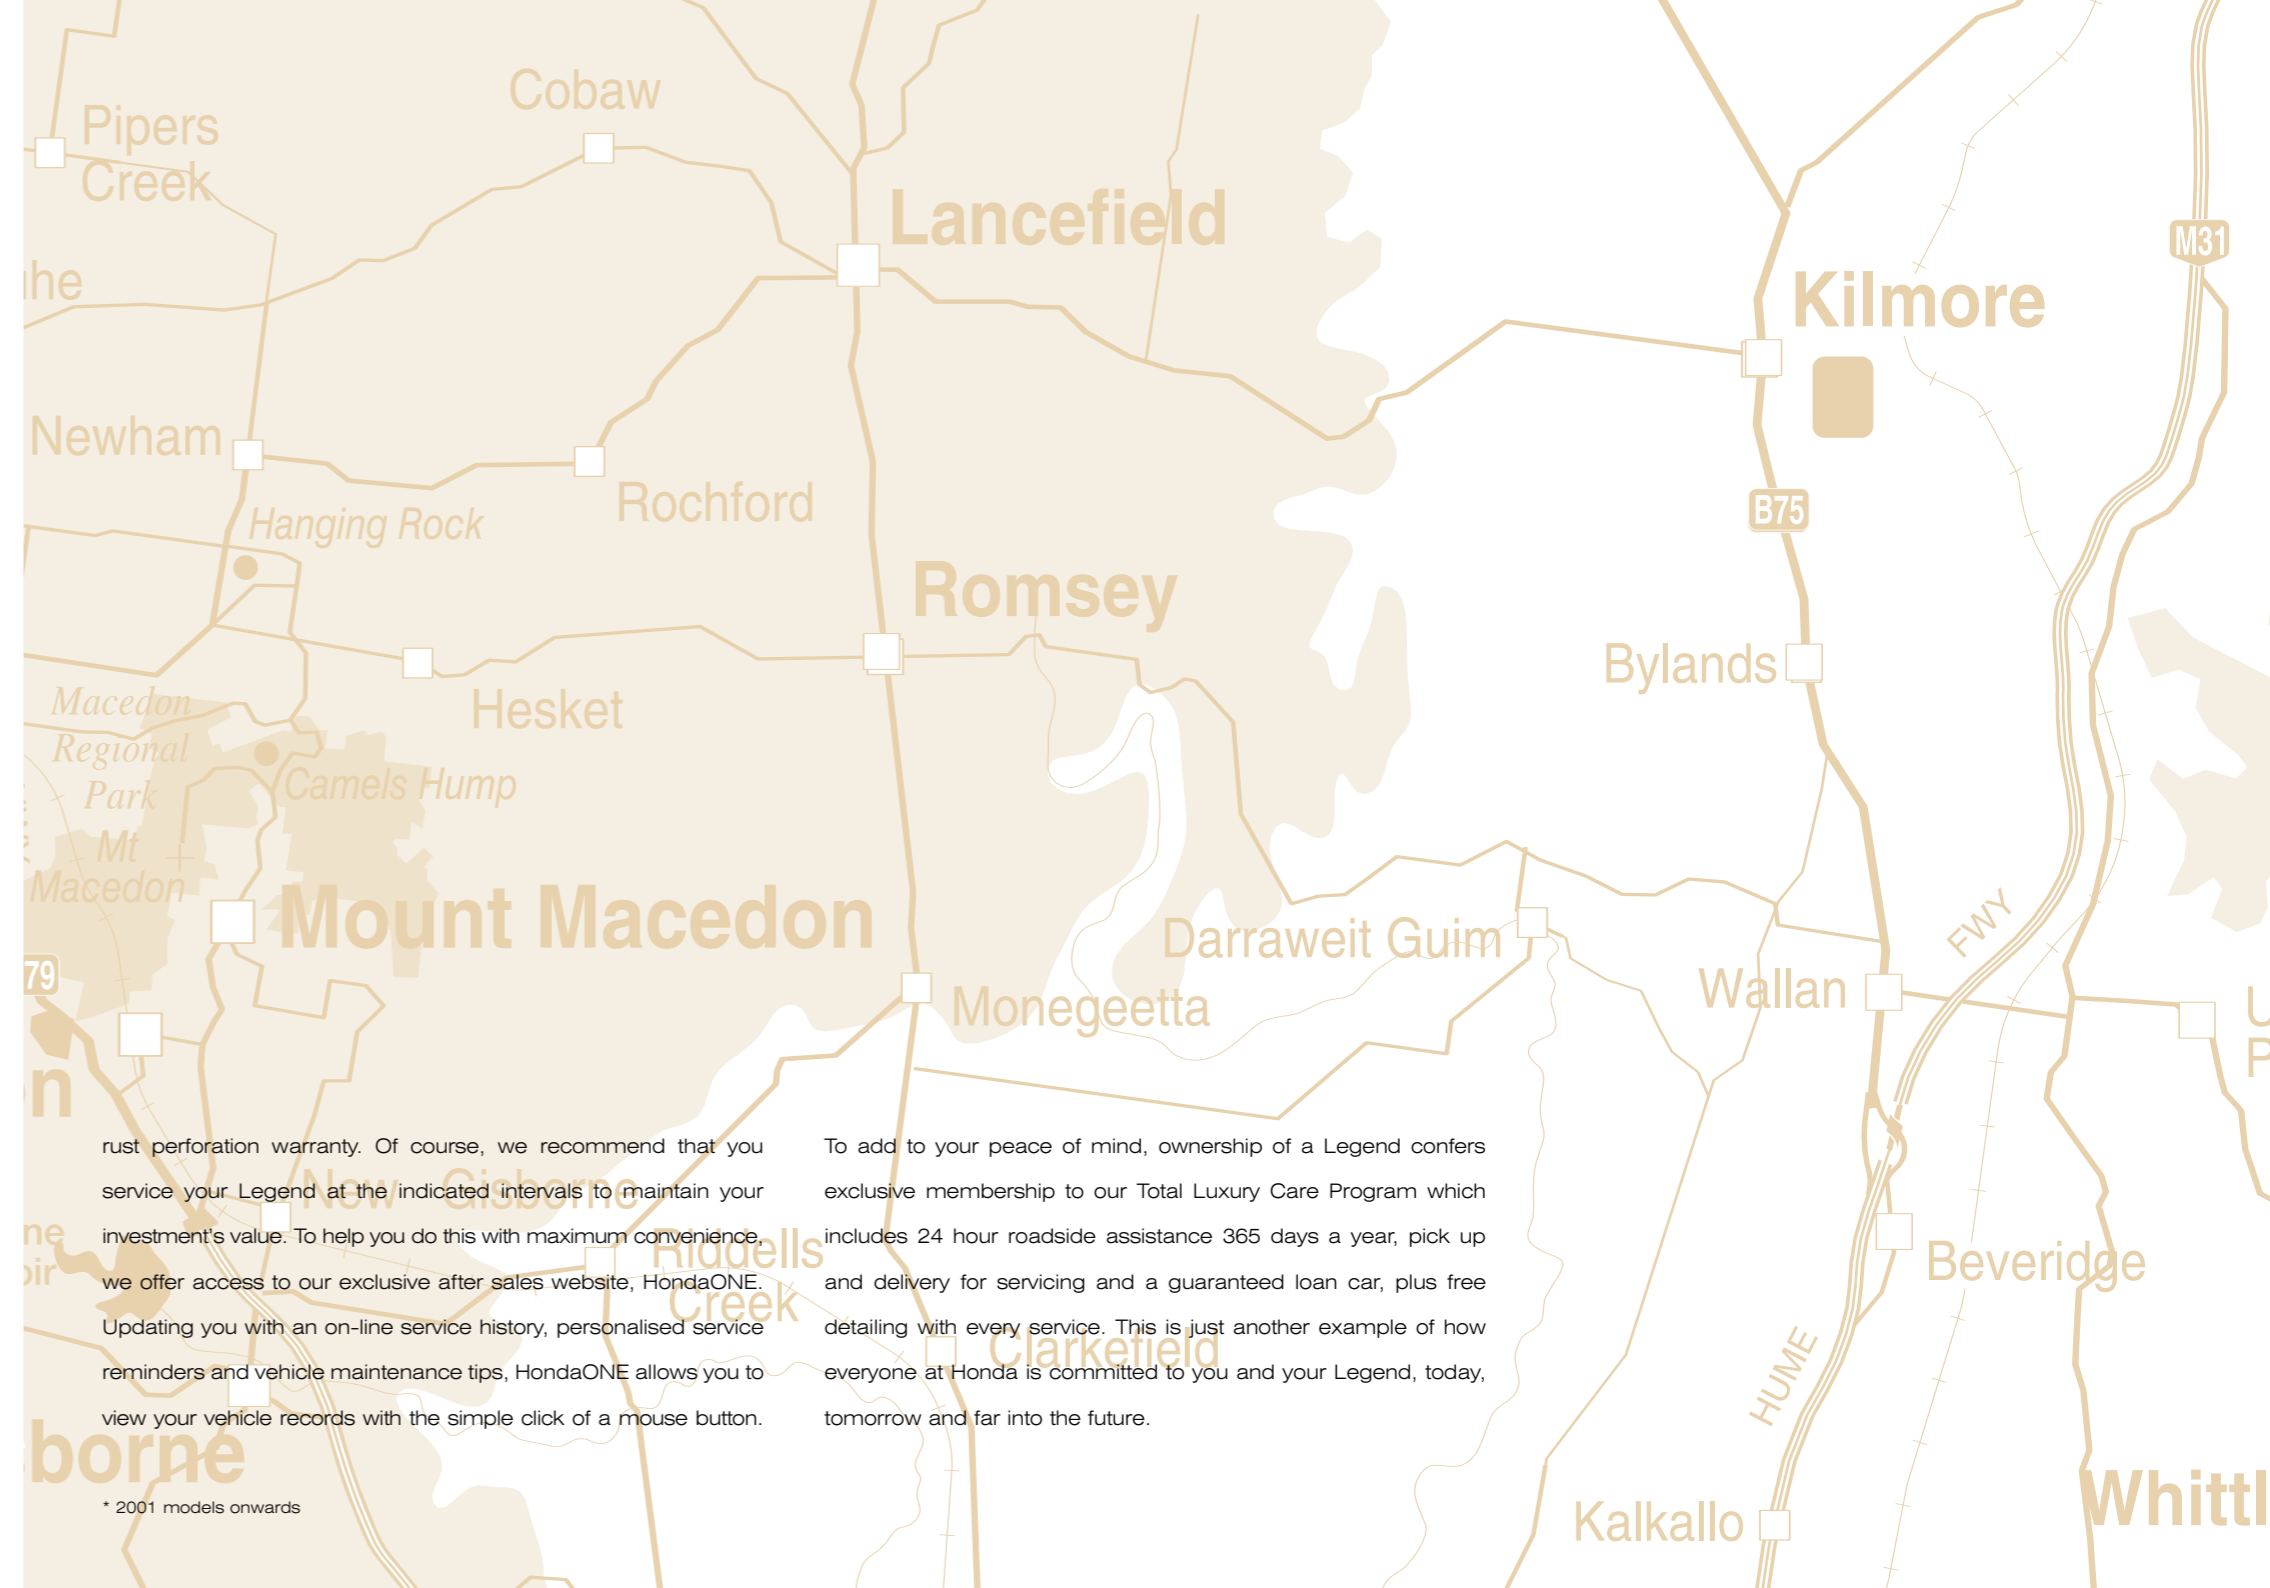 Cobaw
Pipers
Creek
Lancefield
M31
he
Kilmore
Newham
Rochford
Hanging Rock
B75
Romsey
Bylands
Hesket
Macedon
Regional
Park
Camels Hump
Mt
Macedon
Mount Macedon
Darraweit Guim
FWY
79
Wallan
Monegeetta
U
P
n
rust perforation warranty. Of course, we recommend that you
service your Legend at the indicated intervals to maintain your
investment's value. To help you do this with maximum convenience,
we offer access to our exclusive after sales website, HondaONE.
Updating you with an on-line service history, personalised service
reminders and vehicle maintenance tips, HondaONE allows you to
view your vehicle records with the simple click of a mouse button.
* 2001 models onwards
To add to your peace of mind, ownership of a Legend confers
exclusive membership to our Total Luxury Care Program which
includes 24 hour roadside assistance 365 days a year, pick up
and delivery for servicing and a guaranteed loan car, plus free
detailing with every service. This is just another example of how
everyone at Honda is committed to you and your Legend, today,
tomorrow and far into the future.
New Gisborne
ne
oir
Riddells
Creek
Beveridge
Clarkefield
HUME
borne
Kalkallo
Whittl